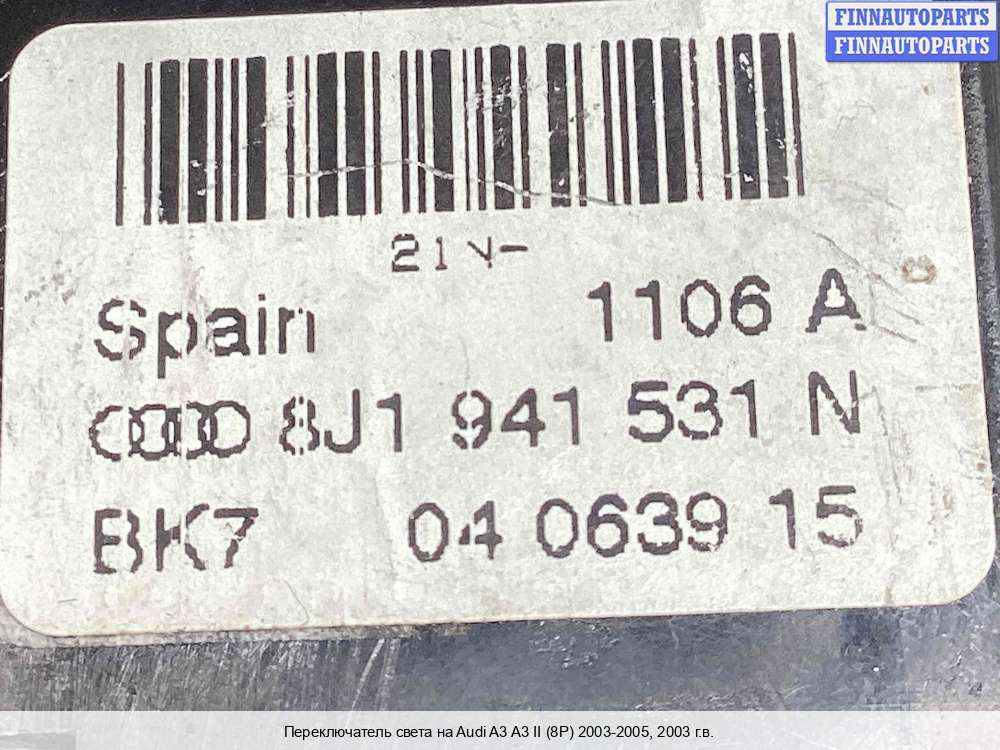 FINNAUTOPARTS
FINNAUTOPARTS
Spain 1106 A
8J1 941 531 N
BK7 04 0639 15
Переключатель света на Audi A3 A3 II (8P) 2003-2005, 2003 г.в.